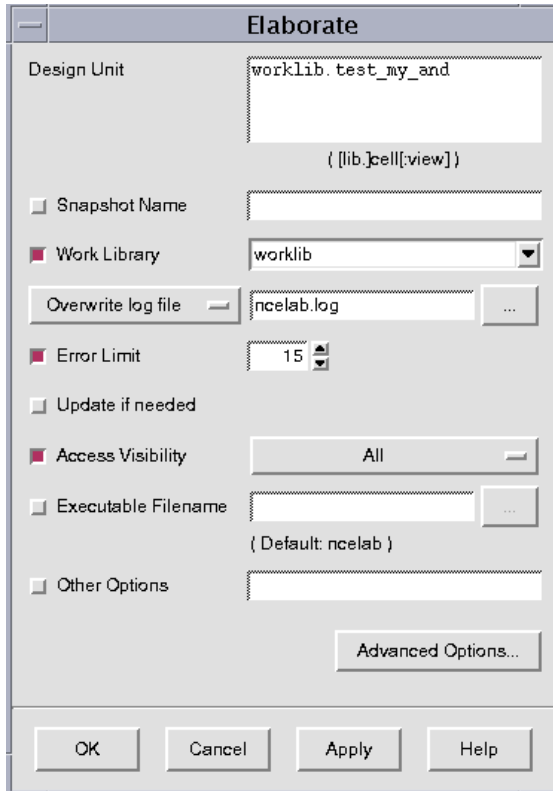 Elaborate
Design Unit
worklib.test_my_and
( [lib.]cell[:view] )
Snapshot Name
Work Library
worklib
Overwrite log file
ncelab.log
...
Error Limit
15
Update if needed
Access Visibility
All
Executable Filename
...
( Default: ncelab )
Other Options
Advanced Options...
OK
Cancel
Apply
Help